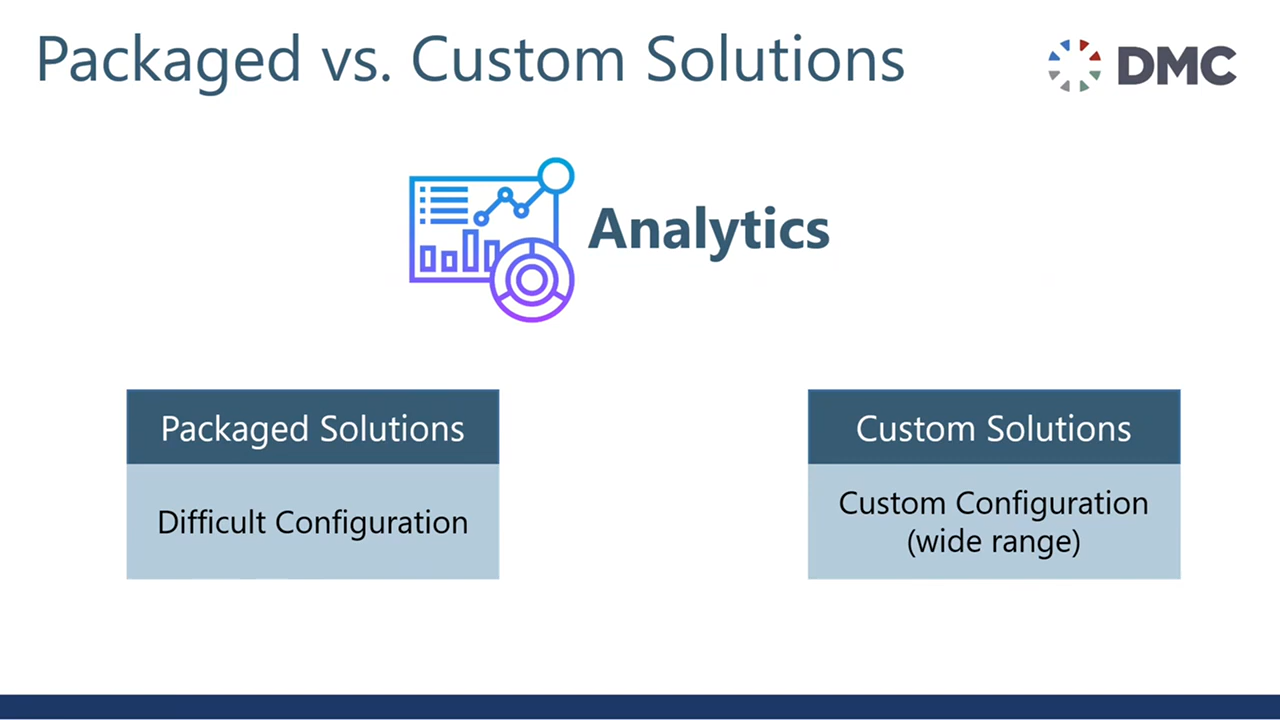 Packaged vs. Custom Solutions
DMC
Analytics
Packaged Solutions
Difficult Configuration
Custom Solutions
Custom Configuration
(wide range)